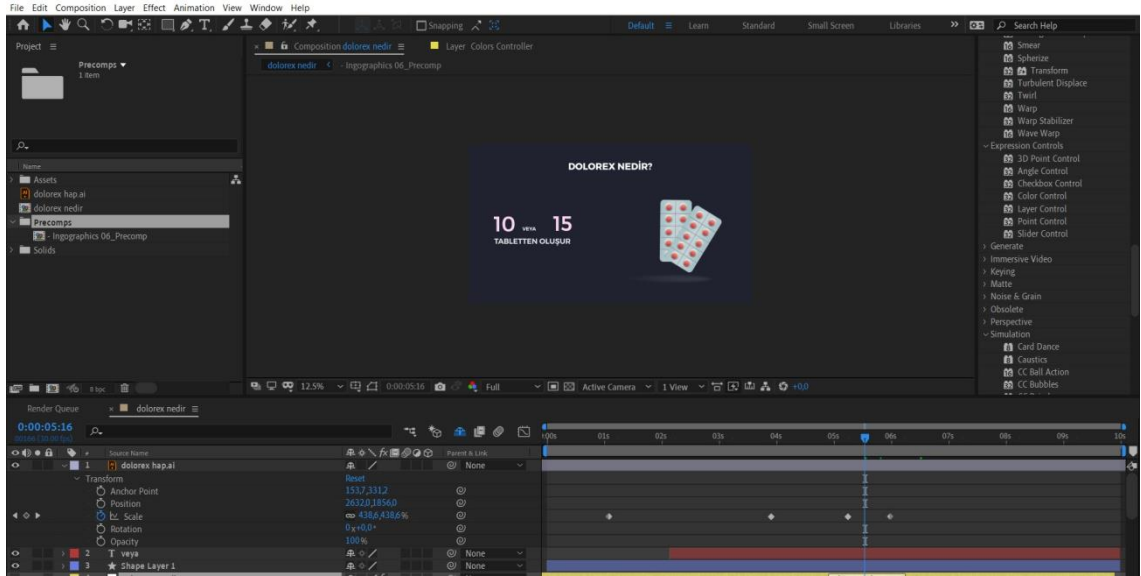 File Edit Composition Layer Effect Animation View Window Help
Snapping Default Learn Standard Small Screen Libraries Search Help
Project
Precomps
1 item
Name
Assets
dolorex hap.ai
dolorex nedir
Precomps
- Ingographics 06_Precomp
Solids
8 bpc
Composition dolorex nedir Layer Colors Controller
dolorex nedir - Ingographics 06_Precomp
DOLOREX NEDİR?
10 VEYA 15
TABLETTEN OLUŞUR
12.5% 0:00:05:16 Full Active Camera 1 View +0,0
Smear
Spherize
Transform
Turbulent Displace
Twirl
Warp
Warp Stabilizer
Wave Warp
Expression Controls
3D Point Control
Angle Control
Checkbox Control
Color Control
Layer Control
Point Control
Slider Control
Generate
Immersive Video
Keying
Matte
Noise & Grain
Obsolete
Perspective
Simulation
Card Dance
Caustics
CC Ball Action
CC Bubbles
Render Queue dolorex nedir
0:00:05:16
01s 02s 03s 04s 05s 06s 07s 08s 09s 10s
# Source Name Parent & Link
1 dolorex hap.ai None
Transform Reset
Anchor Point 153,7,331,2
Position 2632,0,1856,0
Scale 438,6,438,6%
Rotation 0x+0,0°
Opacity 100%
2 T veya None
3 Shape Layer 1 None